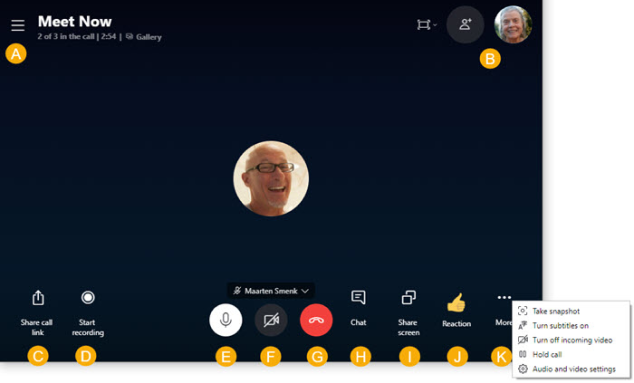 Meet Now
2 of 3 in the call | 2:54 | Gallery
A
B
Maarten Smenk
Share call
link
Start
recording
Chat
Share
screen
Reaction
More
Take snapshot
Turn subtitles on
Turn off incoming video
Hold call
Audio and video settings
C
D
E
F
G
H
I
J
K